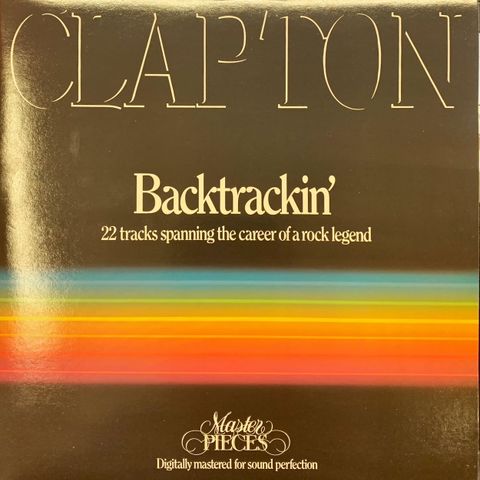 CLAPTON
Backtrackin'
22 tracks spanning the career of a rock legend
Master
PIECES
Digitally mastered for sound perfection